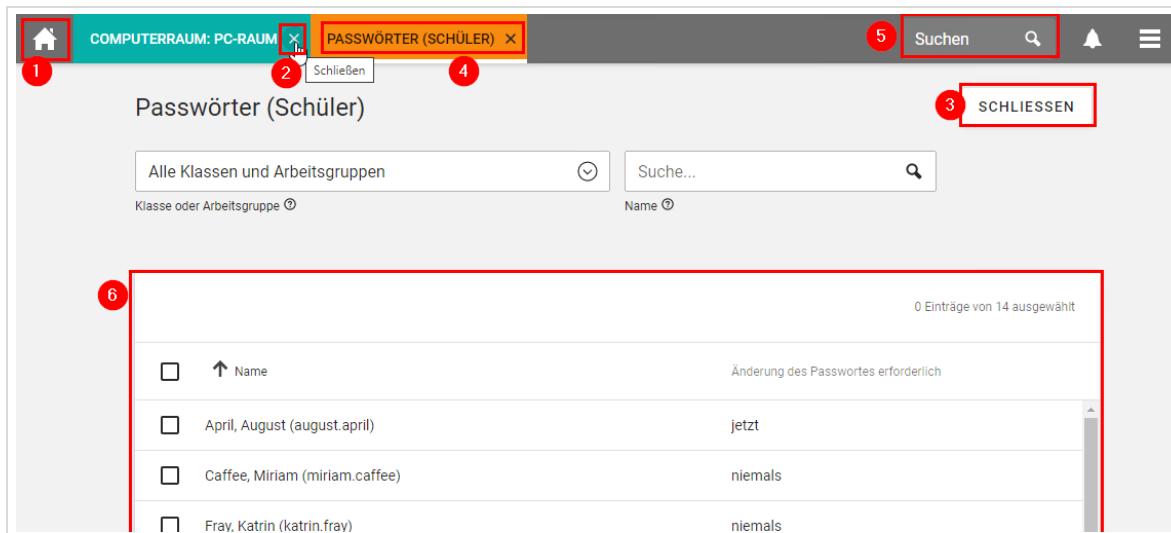 COMPUTERRAUM: PC-RAUM
PASSWÖRTER (SCHÜLER)
5
Suchen
1
2
Schließen
4
Passwörter (Schüler)
3
SCHLIESSEN
Alle Klassen und Arbeitsgruppen
Suche...
Klasse oder Arbeitsgruppe
Name
6
0 Einträge von 14 ausgewählt
Name
Änderung des Passwortes erforderlich
April, August (august.april)
jetzt
Caffee, Miriam (miriam.caffee)
niemals
Fray, Katrin (katrin.fray)
niemals